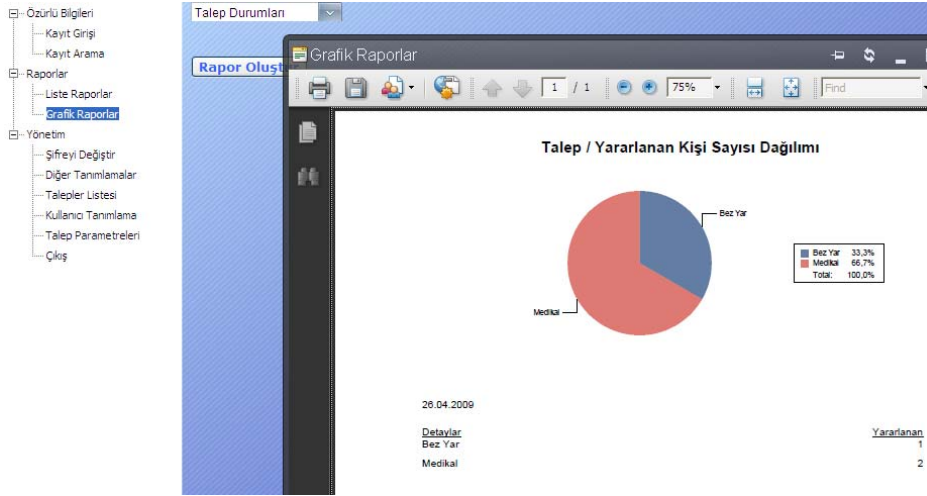 Özürlü Bilgileri
Kayıt Girişi
Kayıt Arama
Raporlar
Liste Raporlar
Grafik Raporlar
Yönetim
Şifreyi Değiştir
Diğer Tanımlamalar
Talepler Listesi
Kullanıcı Tanımlama
Talep Parametreleri
Çıkış
Talep Durumları
Rapor Oluşt
Grafik Raporlar
1 / 1
75%
Find
Talep / Yararlanan Kişi Sayısı Dağılımı
Bez Yar
Medikal
Bez Yar 33,3%
Medikal 66,7%
Total: 100,0%
26.04.2009
Detaylar Yararlanan
Bez Yar 1
Medikal 2